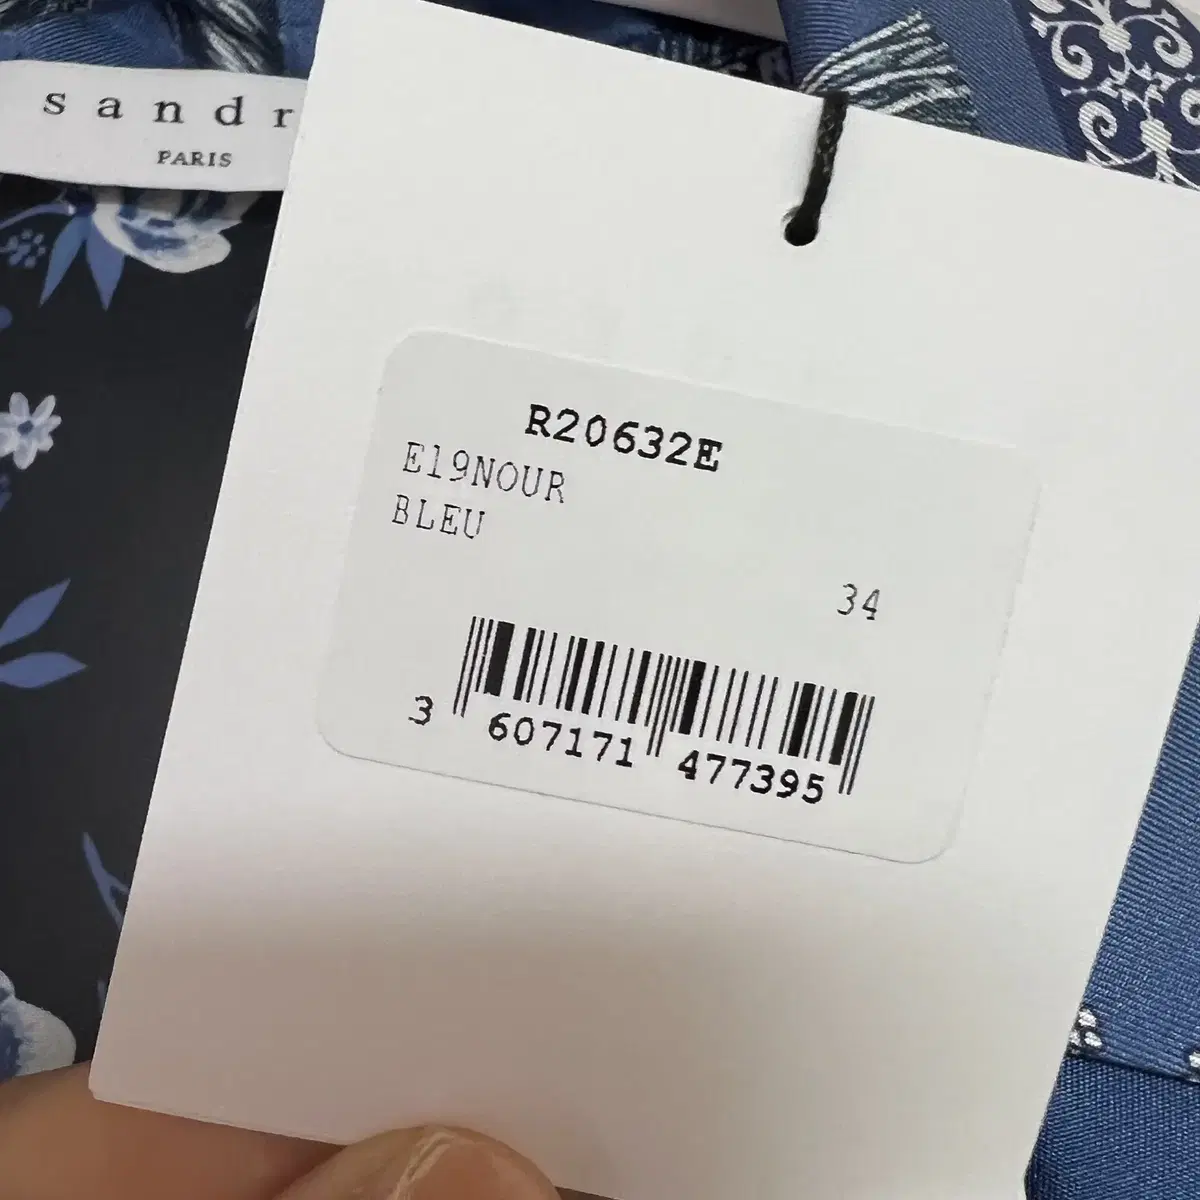 sandr
PARIS
R20632E
E19NOUR
BLEU
34
3 607171 477395